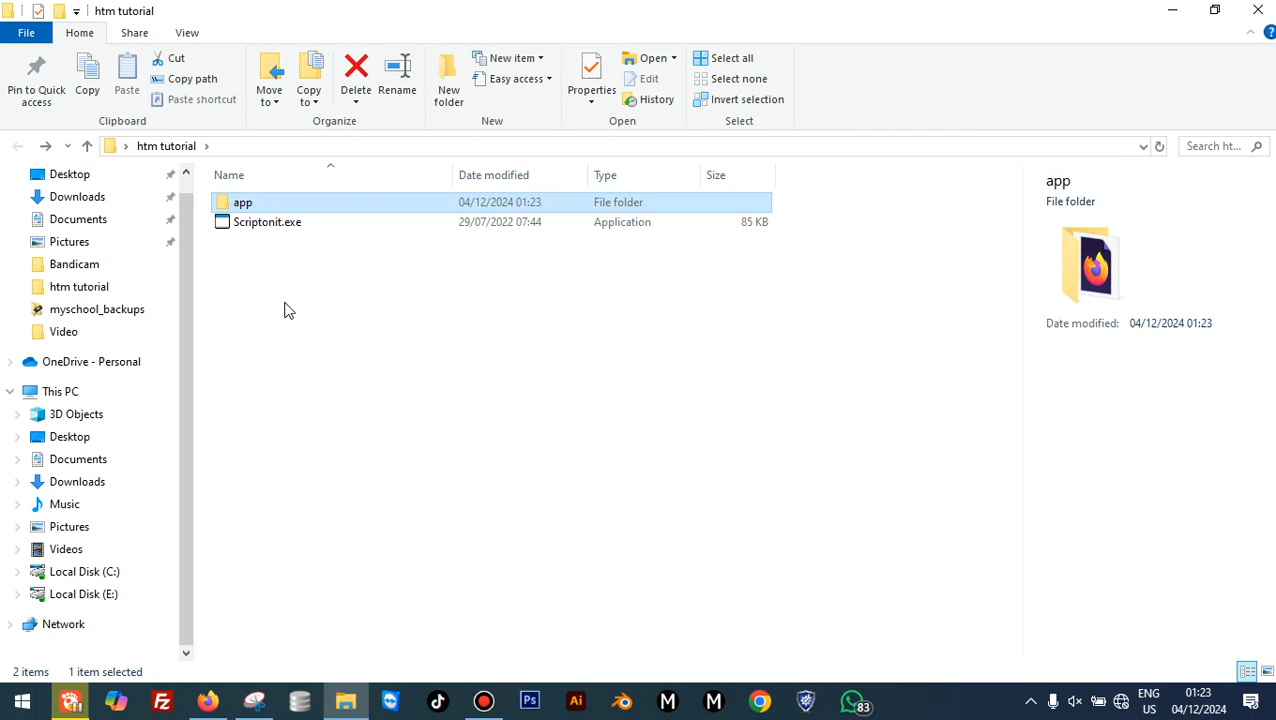 htm tutorial
File Home Share View
Pin to Quick access
Copy
Paste
Cut
Copy path
Paste shortcut
Clipboard
Move to
Copy to
Delete
Rename
Organize
New folder
New item
Easy access
New
Properties
Open
Edit
History
Open
Select all
Select none
Invert selection
Select
htm tutorial
Search ht...
Name Date modified Type Size
app 04/12/2024 01:23 File folder
Scriptonit.exe 29/07/2022 07:44 Application 85 KB
Desktop
Downloads
Documents
Pictures
Bandicam
htm tutorial
myschool_backups
Video
OneDrive - Personal
This PC
3D Objects
Desktop
Documents
Downloads
Music
Pictures
Videos
Local Disk (C:)
Local Disk (E:)
Network
app
File folder
Date modified: 04/12/2024 01:23
2 items 1 item selected
Ps
Ai
M
M
83
ENG
US
01:23
04/12/2024